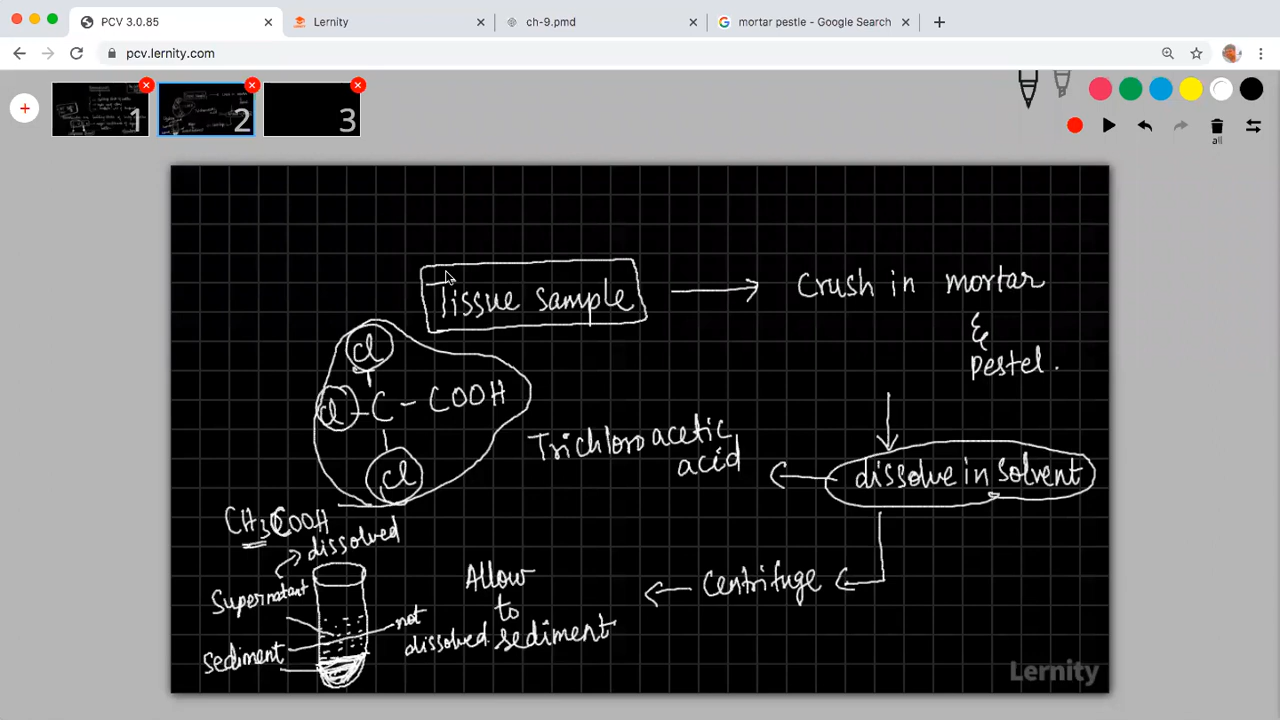 PCV 3.0.85
Lernity
ch-9.pmd
mortar pestle - Google Search
pcv.lernity.com
1
2
3
all
Tissue sample
Crush in mortar
&
pestel.
Cl
Cl - C - COOH
Cl
Trichloroacetic
acid
dissolve in solvent
CH3COOH
dissolved
Supernatant
sediment
not
dissolved
Allow
to
sediment
Centrifuge
Lernity